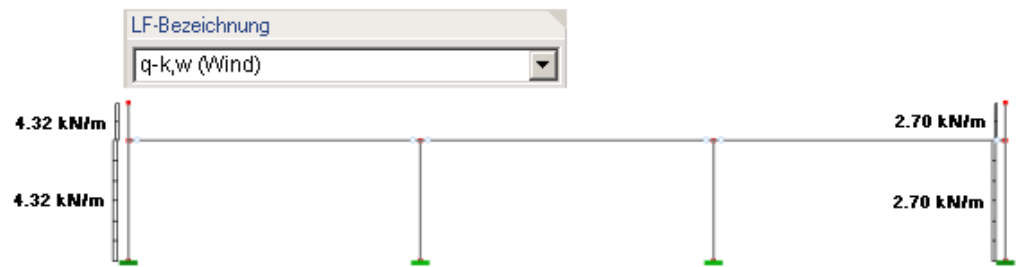 LF-Bezeichnung
q-k,w (Wind)
4.32 kN/m
2.70 kN/m
4.32 kN/m
2.70 kN/m